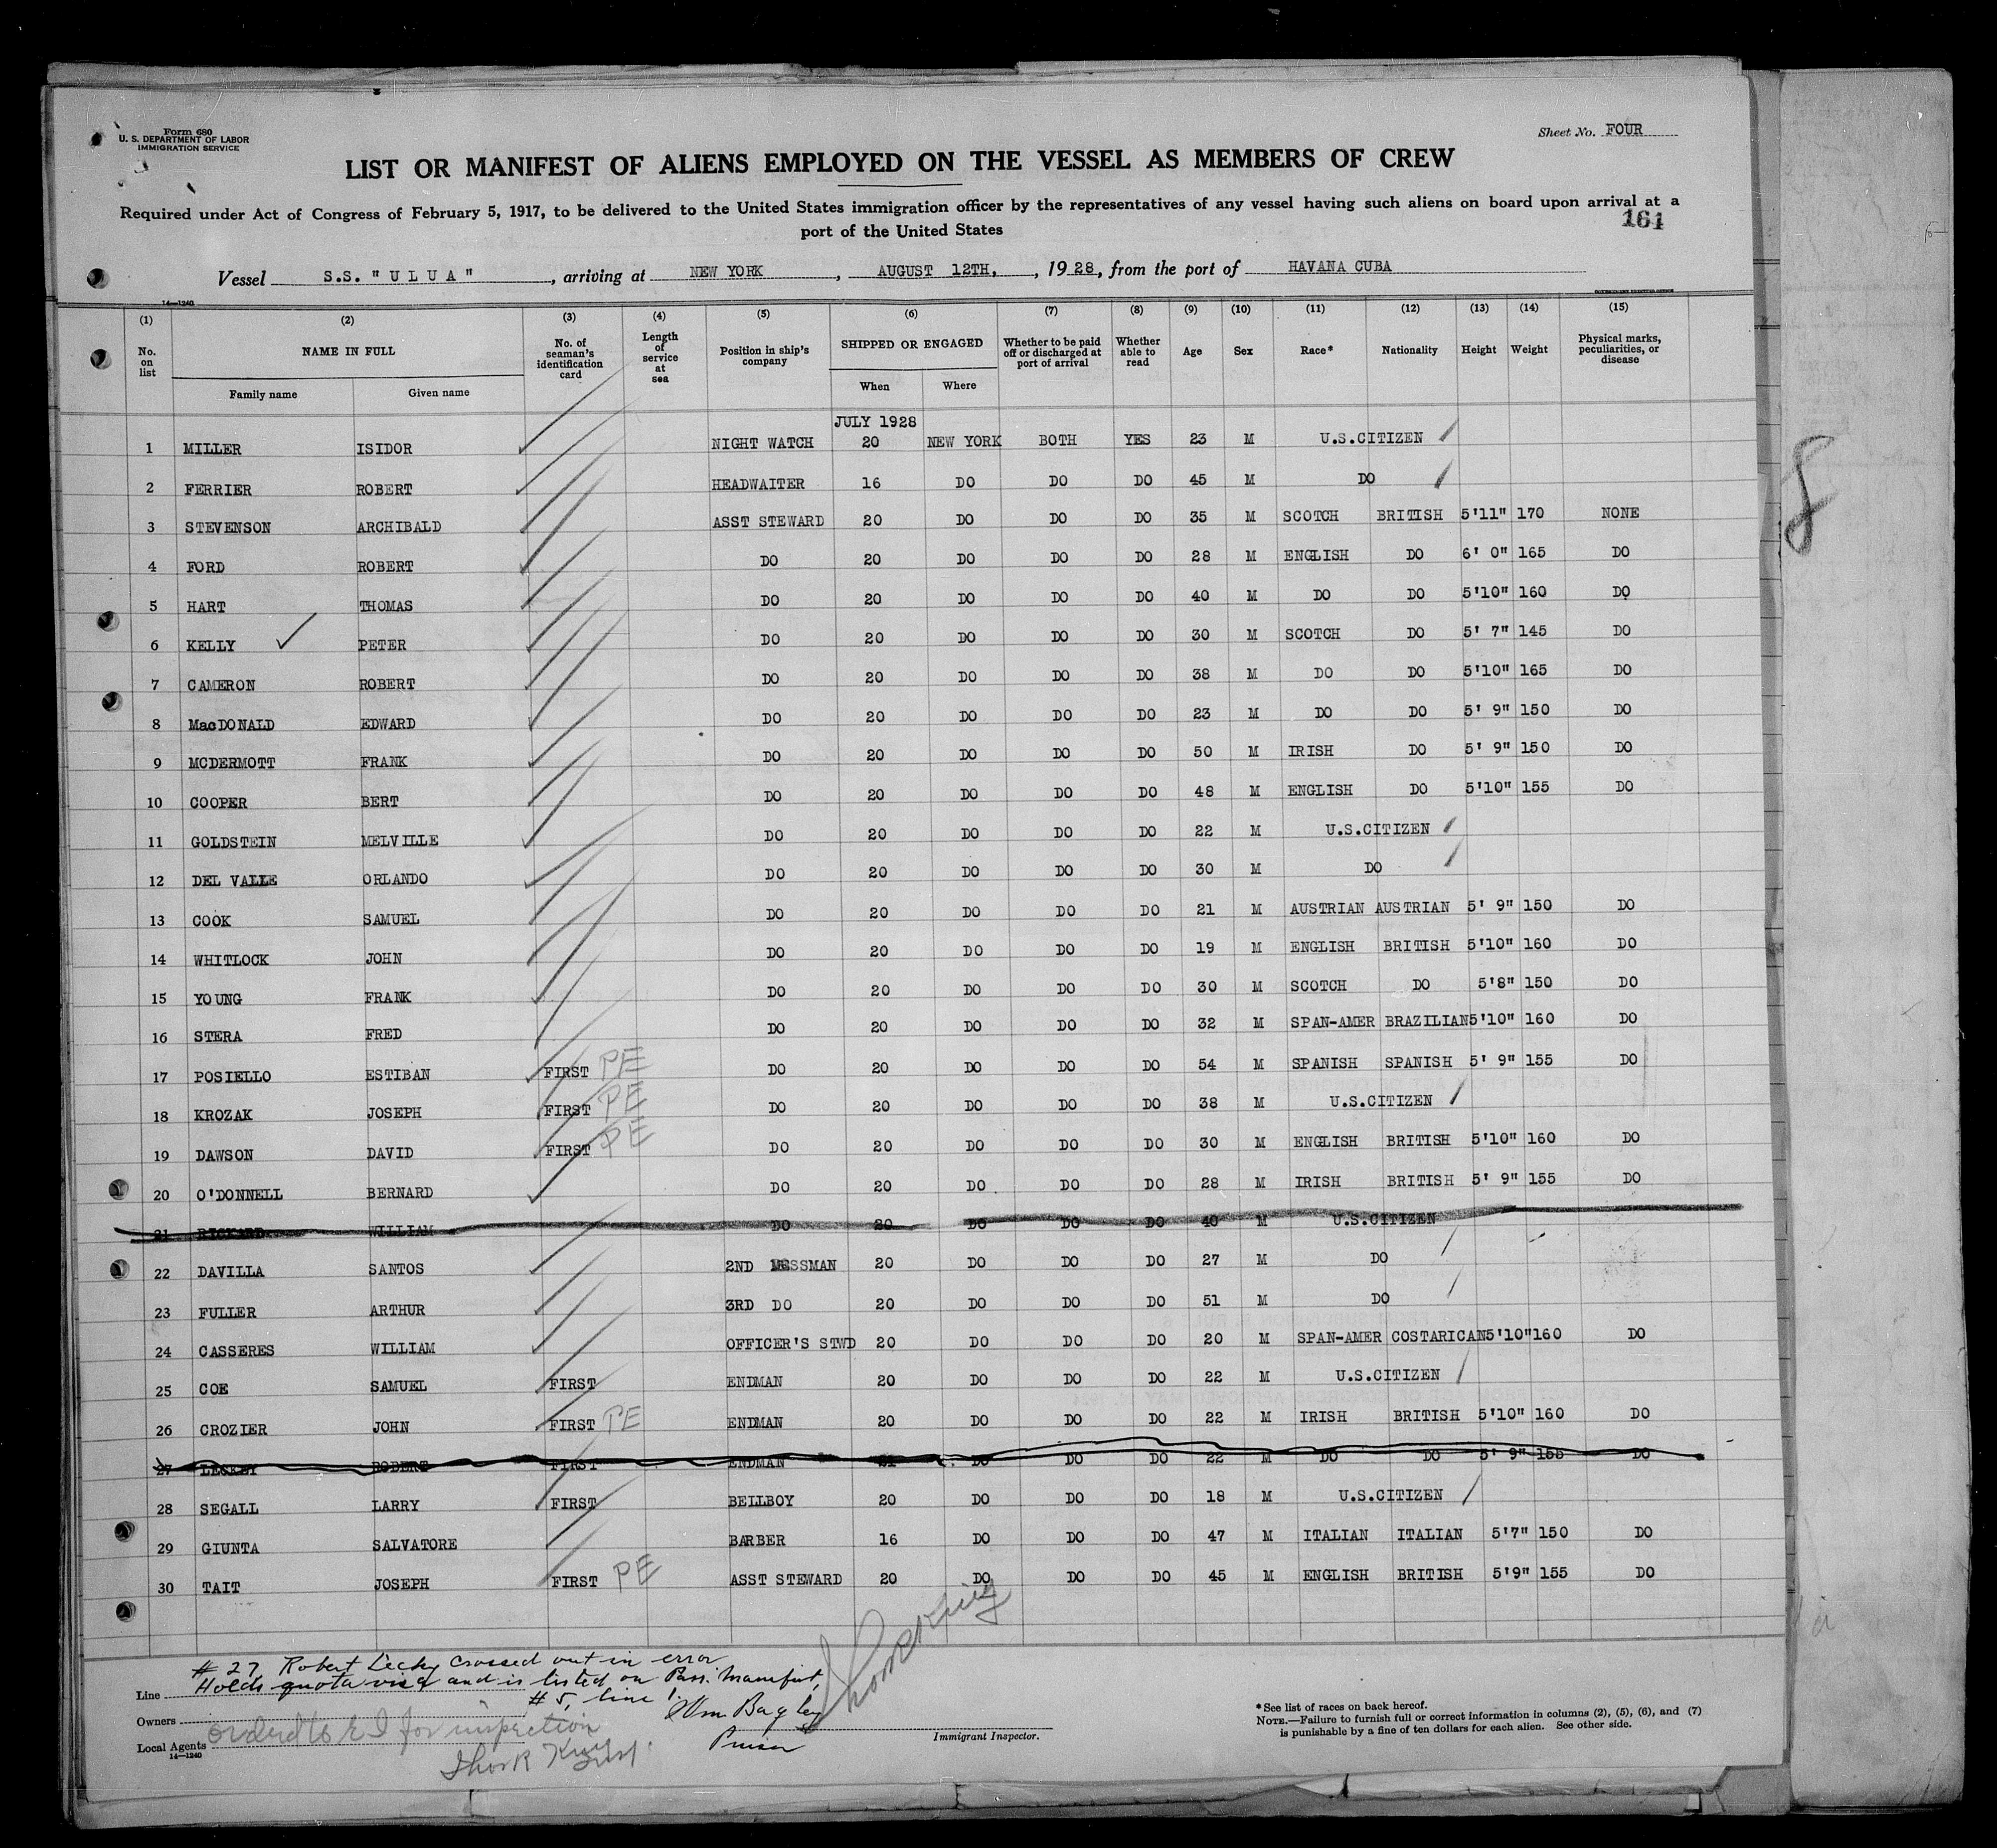 Form 680
U. S. DEPARTMENT OF LABOR
IMMIGRATION SERVICE
Sheet No. FOUR
LIST OR MANIFEST OF ALIENS EMPLOYED ON THE VESSEL AS MEMBERS OF CREW
Required under Act of Congress of February 5, 1917, to be delivered to the United States immigration officer by the representatives of any vessel having such aliens on board upon arrival at a
port of the United States
161
Vessel S.S. "ULUA", arriving at NEW YORK, AUGUST 12TH, 1928, from the port of HAVANA CUBA
14—1240
(1) (2) (3) (4) (5) (6) (7) (8) (9) (10) (11) (12) (13) (14) (15)
No. on list NAME IN FULL Family name Given name No. of seaman's identification card Length of service at sea Position in ship's company SHIPPED OR ENGAGED When Where Whether to be paid off or discharged at port of arrival Whether able to read Age Sex Race* Nationality Height Weight Physical marks, peculiarities, or disease
JULY 1928
1 MILLER ISIDOR NIGHT WATCH 20 NEW YORK BOTH YES 23 M U.S.CITIZEN
2 FERRIER ROBERT HEADWAITER 16 DO DO DO 45 M DO
3 STEVENSON ARCHIBALD ASST STEWARD 20 DO DO DO 35 M SCOTCH BRITISH 5'11" 170 NONE
4 FORD ROBERT DO 20 DO DO DO 28 M ENGLISH DO 6' 0" 165 DO
5 HART THOMAS DO 20 DO DO DO 40 M DO DO 5'10" 160 DO
6 KELLY PETER DO 20 DO DO DO 30 M SCOTCH DO 5' 7" 145 DO
7 CAMERON ROBERT DO 20 DO DO DO 38 M DO DO 5'10" 165 DO
8 MacDONALD EDWARD DO 20 DO DO DO 23 M DO DO 5' 9" 150 DO
9 MCDERMOTT FRANK DO 20 DO DO DO 50 M IRISH DO 5' 9" 150 DO
10 COOPER BERT DO 20 DO DO DO 48 M ENGLISH DO 5'10" 155 DO
11 GOLDSTEIN MELVILLE DO 20 DO DO DO 22 M U.S.CITIZEN
12 DEL VALLE ORLANDO DO 20 DO DO DO 30 M DO
13 COOK SAMUEL DO 20 DO DO DO 21 M AUSTRIAN AUSTRIAN 5' 9" 150 DO
14 WHITLOCK JOHN DO 20 DO DO DO 19 M ENGLISH BRITISH 5'10" 160 DO
15 YOUNG FRANK DO 20 DO DO DO 30 M SCOTCH DO 5'8" 150 DO
16 STERA FRED DO 20 DO DO DO 32 M SPAN-AMER BRAZILIAN 5'10" 160 DO
17 POSIELLO ESTIBAN FIRST PE DO 20 DO DO DO 54 M SPANISH SPANISH 5' 9" 155 DO
18 KROZAK JOSEPH FIRST PE DO 20 DO DO DO 38 M U.S.CITIZEN
19 DAWSON DAVID FIRST PE DO 20 DO DO DO 30 M ENGLISH BRITISH 5'10" 160 DO
20 O'DONNELL BERNARD DO 20 DO DO DO 28 M IRISH BRITISH 5' 9" 155 DO
21 RICKARD WILLIAM DO 20 DO DO DO 40 M U.S.CITIZEN
22 DAVILLA SANTOS 2ND MESSMAN 20 DO DO DO 27 M DO
23 FULLER ARTHUR 3RD DO 20 DO DO DO 51 M DO
24 CASSERES WILLIAM OFFICER'S STWD 20 DO DO DO 20 M SPAN-AMER COSTARICAN 5'10" 160 DO
25 COE SAMUEL FIRST ENDMAN 20 DO DO DO 22 M U.S.CITIZEN
26 CROZIER JOHN FIRST PE ENDMAN 20 DO DO DO 22 M IRISH BRITISH 5'10" 160 DO
27 ROBERT FIRST ENDMAN 21 DO DO DO 22 M DO DO 5' 9" 155 DO
28 SEGALL LARRY FIRST BELLBOY 20 DO DO DO 18 M U.S.CITIZEN
29 GIUNTA SALVATORE BARBER 16 DO DO DO 47 M ITALIAN ITALIAN 5'7" 150 DO
30 TAIT JOSEPH FIRST PE ASST STEWARD 20 DO DO DO 45 M ENGLISH BRITISH 5'9" 155 DO
# 27 Robert Lecky crossed out in error
Holds quota visa and is listed on Pass. Manifest,
# 5, line 1.
Line
Wm Bagley
Purser
Owners
ordered to E I for inspection
Local Agents
14—1240
Immigrant Inspector.
*See list of races on back hereof.
NOTE.—Failure to furnish full or correct information in columns (2), (5), (6), and (7)
is punishable by a fine of ten dollars for each alien. See other side.
8